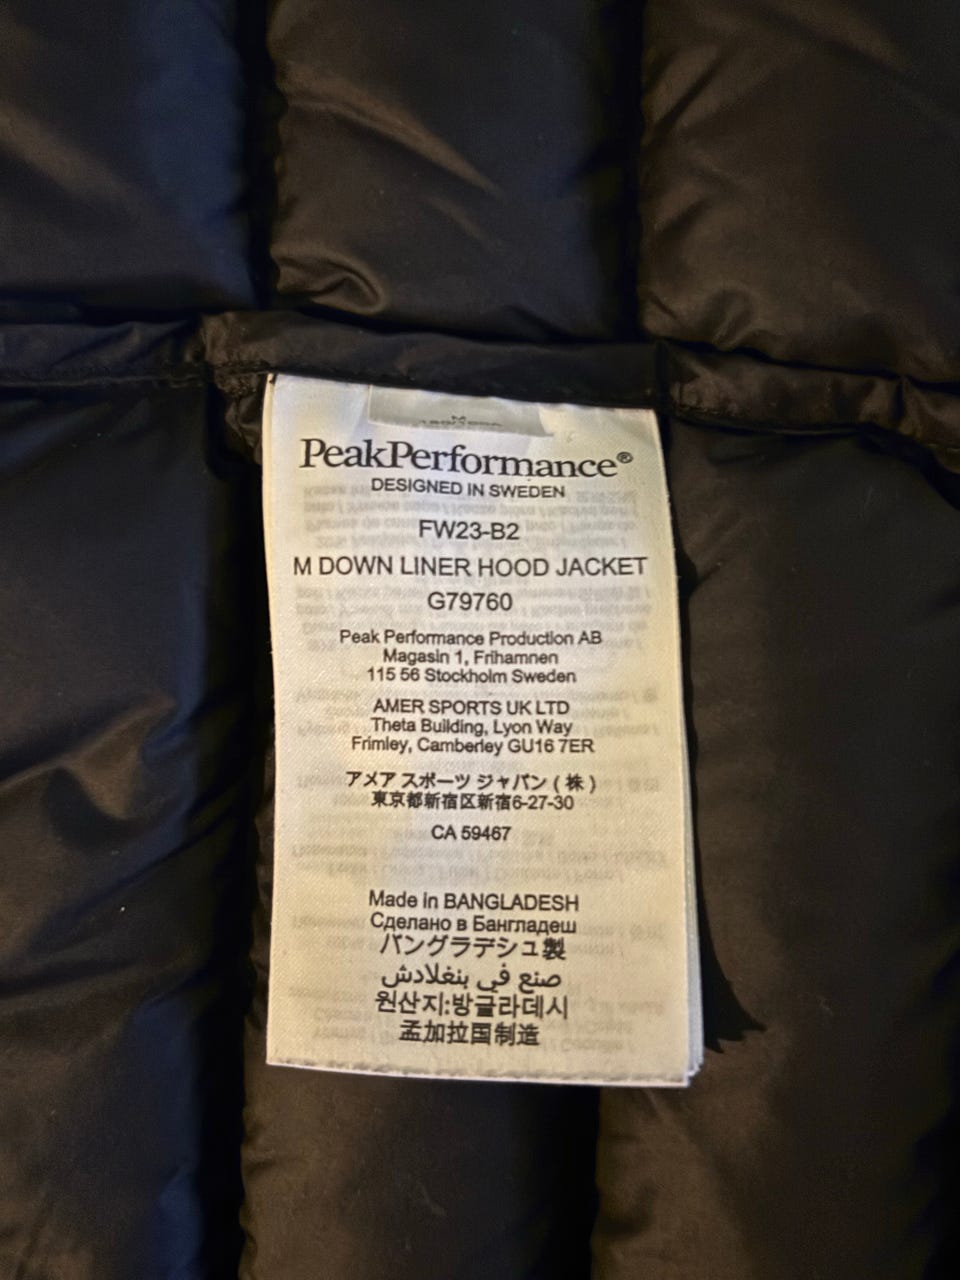 PeakPerformance®
DESIGNED IN SWEDEN
FW23-B2
M DOWN LINER HOOD JACKET
G79760
Peak Performance Production AB
Magasin 1, Frihamnen
115 56 Stockholm Sweden
AMER SPORTS UK LTD
Theta Building, Lyon Way
Frimley, Camberley GU16 7ER
アメア スポーツ ジャパン ( 株 )
東京都新宿区新宿6-27-30
CA 59467
Made in BANGLADESH
Сделано в Бангладеш
バングラデシュ製
صنع في بنغلادش
원산지:방글라데시
孟加拉国制造